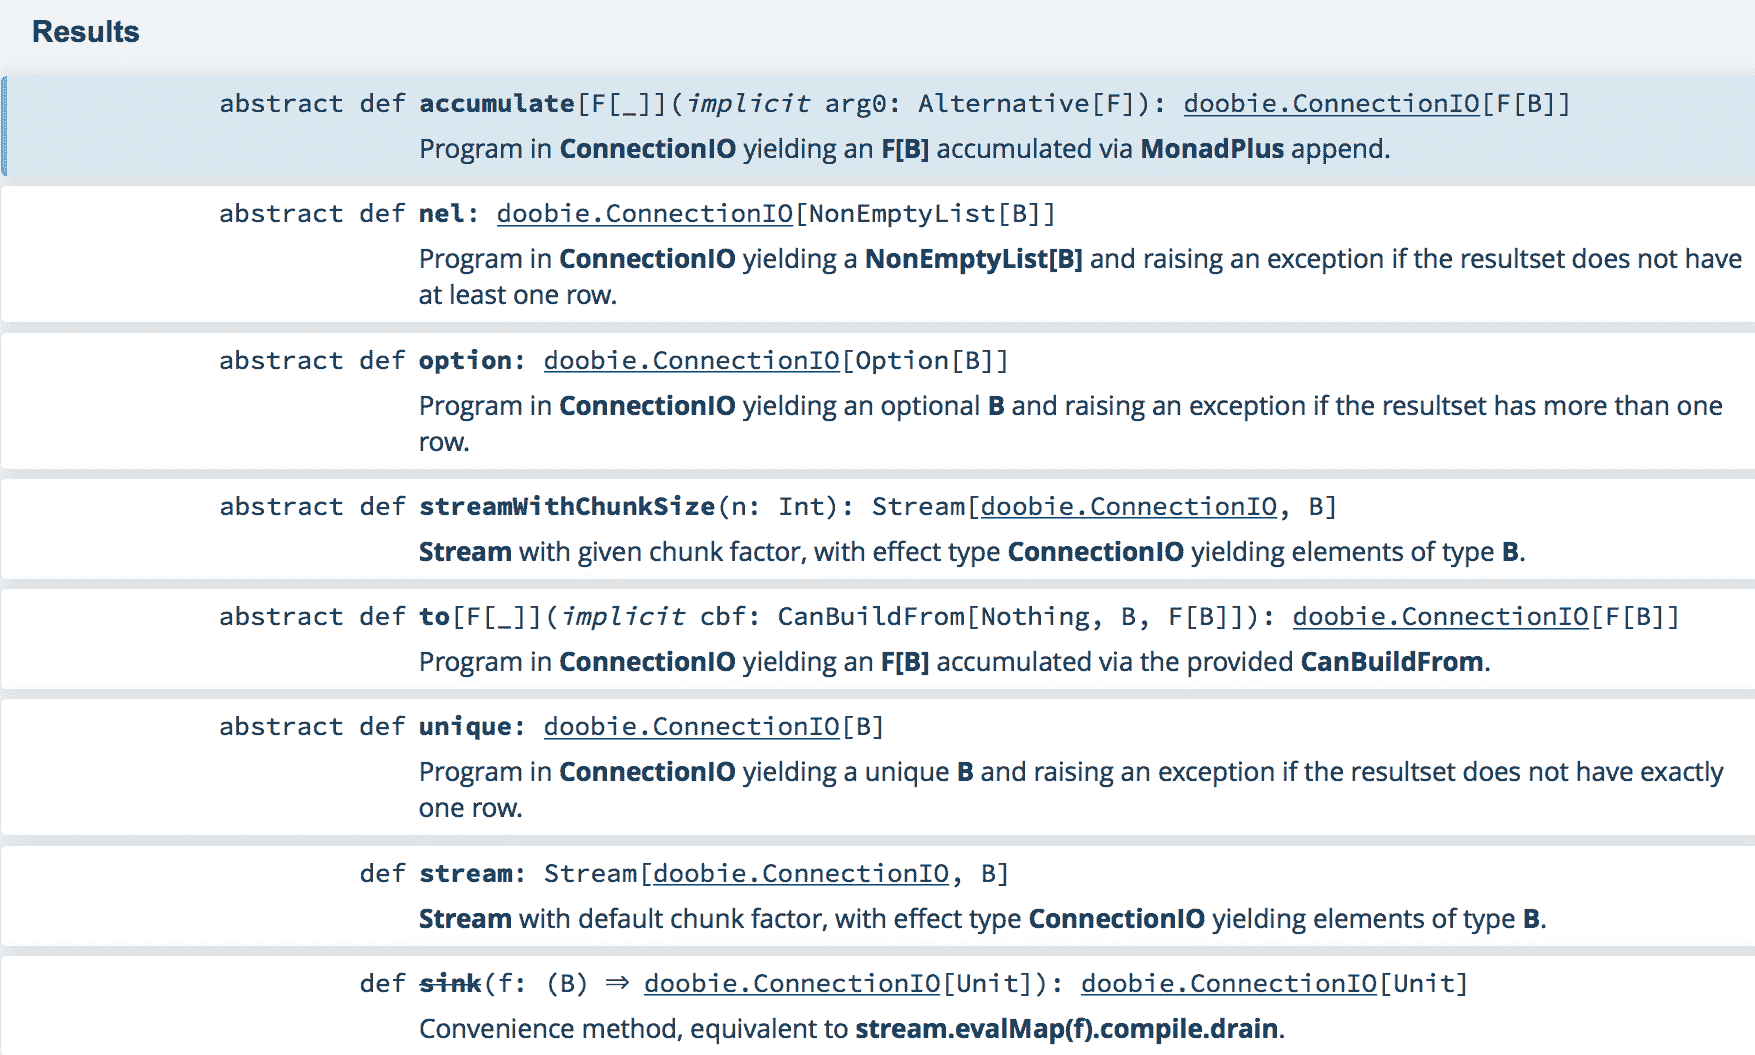 Results
abstract def accumulate[F[_]](implicit arg0: Alternative[F]): doobie.ConnectionIO[F[B]]
Program in ConnectionIO yielding an F[B] accumulated via MonadPlus append.
abstract def nel: doobie.ConnectionIO[NonEmptyList[B]]
Program in ConnectionIO yielding a NonEmptyList[B] and raising an exception if the resultset does not have
at least one row.
abstract def option: doobie.ConnectionIO[Option[B]]
Program in ConnectionIO yielding an optional B and raising an exception if the resultset has more than one
row.
abstract def streamWithChunkSize(n: Int): Stream[doobie.ConnectionIO, B]
Stream with given chunk factor, with effect type ConnectionIO yielding elements of type B.
abstract def to[F[_]](implicit cbf: CanBuildFrom[Nothing, B, F[B]]): doobie.ConnectionIO[F[B]]
Program in ConnectionIO yielding an F[B] accumulated via the provided CanBuildFrom.
abstract def unique: doobie.ConnectionIO[B]
Program in ConnectionIO yielding a unique B and raising an exception if the resultset does not have exactly
one row.
def stream: Stream[doobie.ConnectionIO, B]
Stream with default chunk factor, with effect type ConnectionIO yielding elements of type B.
def sink(f: (B) ⇒ doobie.ConnectionIO[Unit]): doobie.ConnectionIO[Unit]
Convenience method, equivalent to stream.evalMap(f).compile.drain.